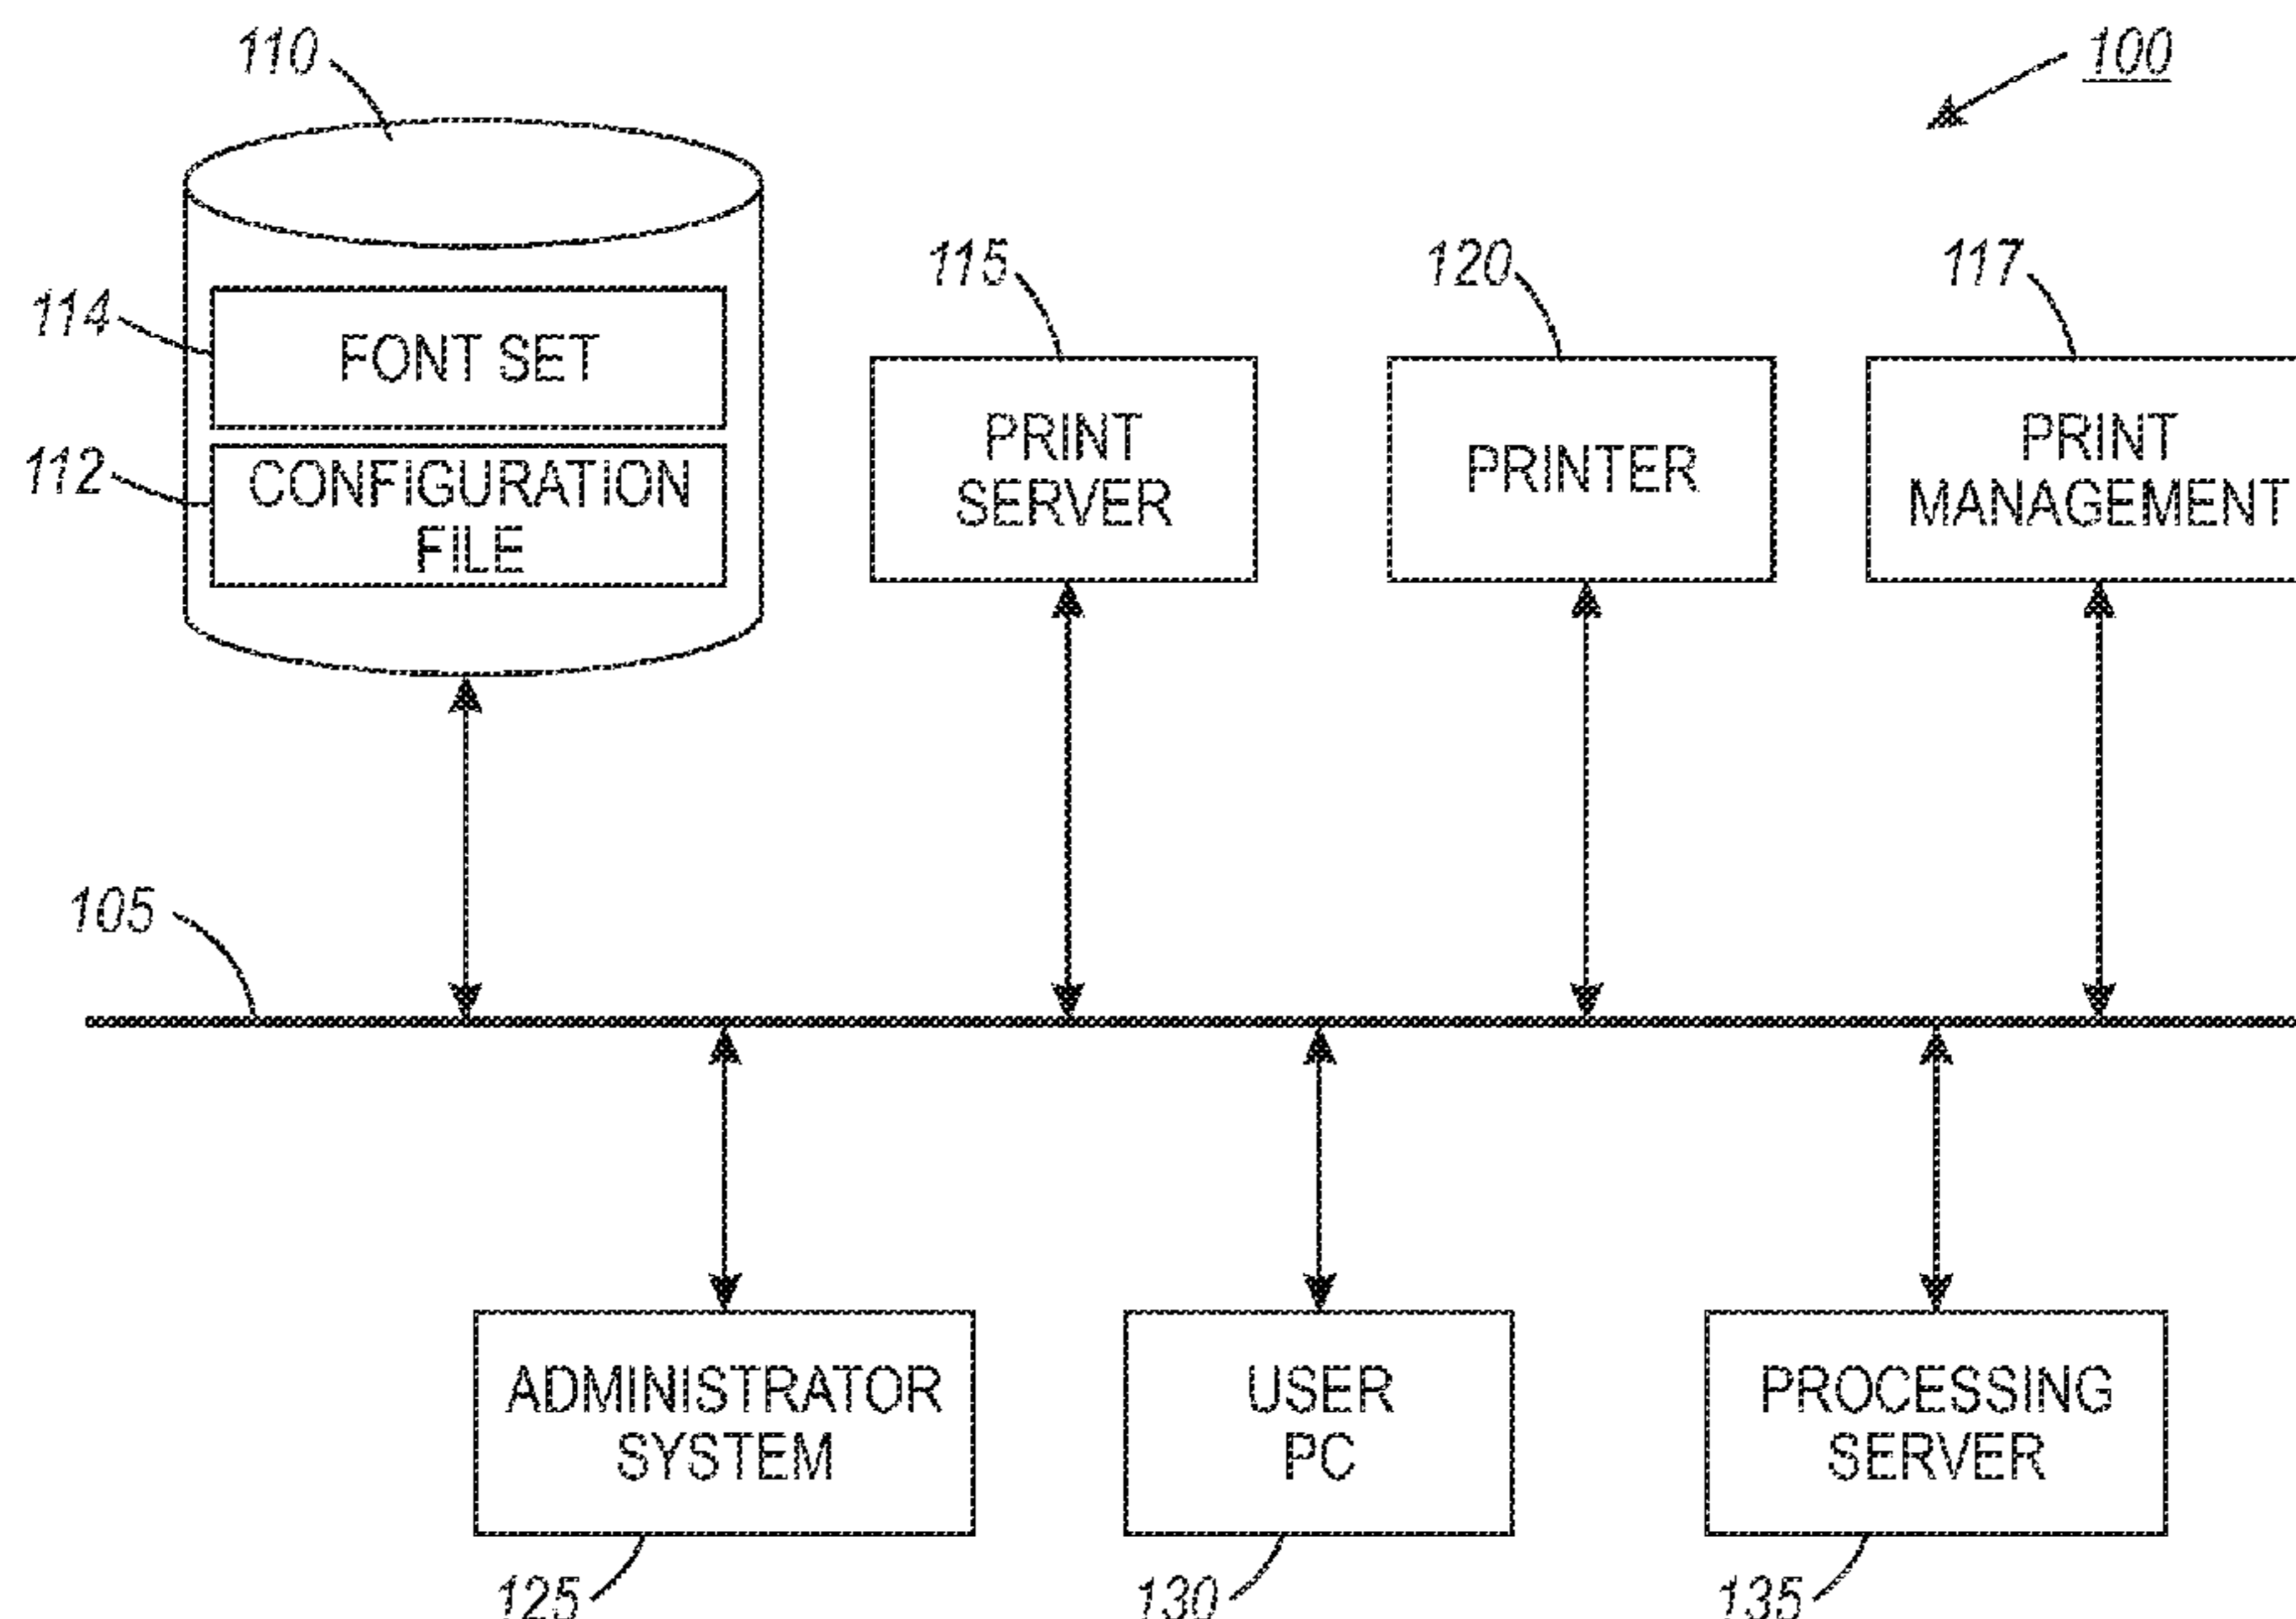 110
100
115
120
117
114
FONT SET
112
CONFIGURATION
FILE
PRINT
SERVER
PRINTER
PRINT
MANAGEMENT
105
ADMINISTRATOR
SYSTEM
USER
PC
PROCESSING
SERVER
125
130
135